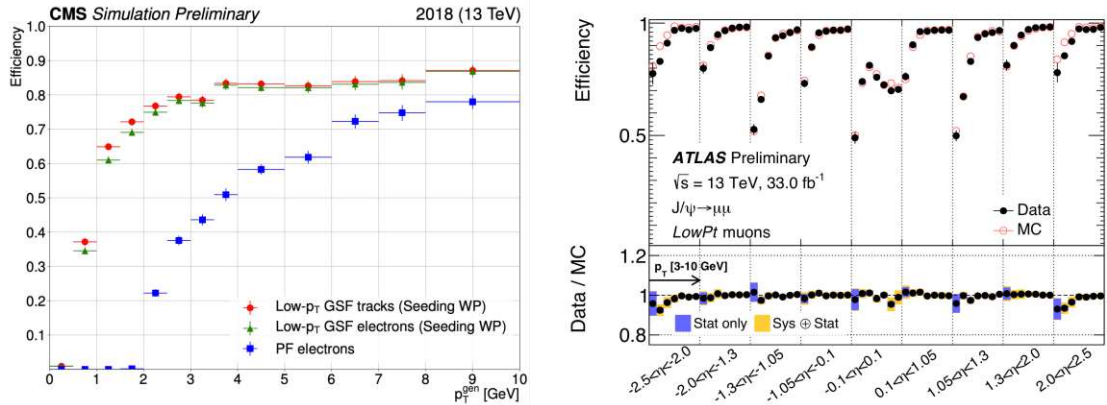 CMS Simulation Preliminary 2018 (13 TeV)
Efficiency
1.0
0.9
0.8
0.7
0.6
0.5
0.4
0.3
0.2
0.1
0.0
Low-pT GSF tracks (Seeding WP)
Low-pT GSF electrons (Seeding WP)
PF electrons
0 1 2 3 4 5 6 7 8 9 10
pT^gen [GeV]
Efficiency
1
0.5
ATLAS Preliminary
√s = 13 TeV, 33.0 fb⁻¹
J/ψ→μμ
LowPt muons
Data
MC
Data / MC
1.2
1
0.8
pT [3-10 GeV]
Stat only
Sys ⊕ Stat
-2.5<η<-2.0
-2.0<η<-1.3
-1.3<η<-1.05
-1.05<η<-0.1
-0.1<η<0.1
0.1<η<1.05
1.05<η<1.3
1.3<η<2.0
2.0<η<2.5